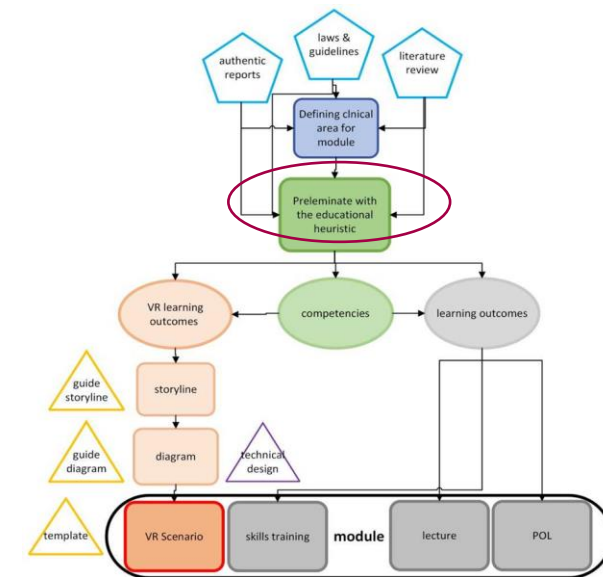 laws &
guidelines
authentic
reports
literature
review
Defining clnical
area for
module
Preleminate with
the educational
heuristic
VR learning
outcomes
competencies
learning outcomes
guide
storyline
storyline
guide
diagram
diagram
technical
design
template
VR Scenario
skills training
module
lecture
POL